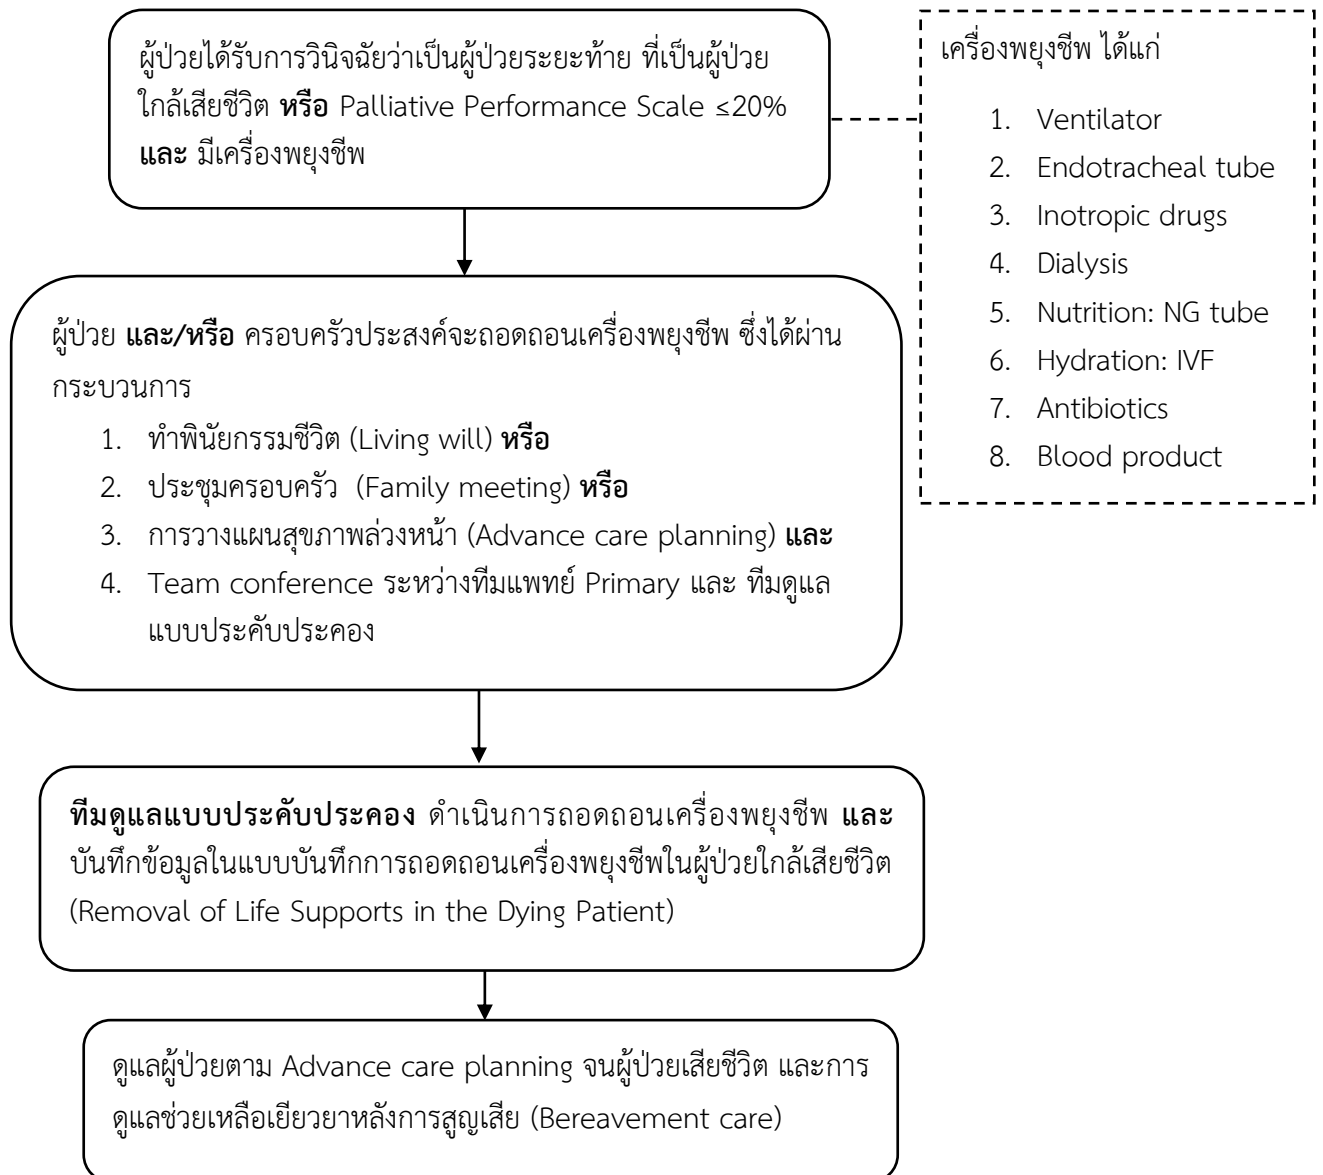 ผู้ป่วยได้รับการวินิจฉัยว่าเป็นผู้ป่วยระยะท้าย ที่เป็นผู้ป่วย
ใกล้เสียชีวิต หรือ Palliative Performance Scale ≤20%
และ มีเครื่องพยุงชีพ
เครื่องพยุงชีพ ได้แก่
1. Ventilator
2. Endotracheal tube
3. Inotropic drugs
4. Dialysis
5. Nutrition: NG tube
6. Hydration: IVF
7. Antibiotics
8. Blood product
ผู้ป่วย และ/หรือ ครอบครัวประสงค์จะถอดถอนเครื่องพยุงชีพ ซึ่งได้ผ่าน
กระบวนการ
1. ทำพินัยกรรมชีวิต (Living will) หรือ
2. ประชุมครอบครัว (Family meeting) หรือ
3. การวางแผนสุขภาพล่วงหน้า (Advance care planning) และ
4. Team conference ระหว่างทีมแพทย์ Primary และ ทีมดูแล
แบบประคับประคอง
ทีมดูแลแบบประคับประคอง ดำเนินการถอดถอนเครื่องพยุงชีพ และ
บันทึกข้อมูลในแบบบันทึกการถอดถอนเครื่องพยุงชีพในผู้ป่วยใกล้เสียชีวิต
(Removal of Life Supports in the Dying Patient)
ดูแลผู้ป่วยตาม Advance care planning จนผู้ป่วยเสียชีวิต และการ
ดูแลช่วยเหลือเยียวยาหลังการสูญเสีย (Bereavement care)